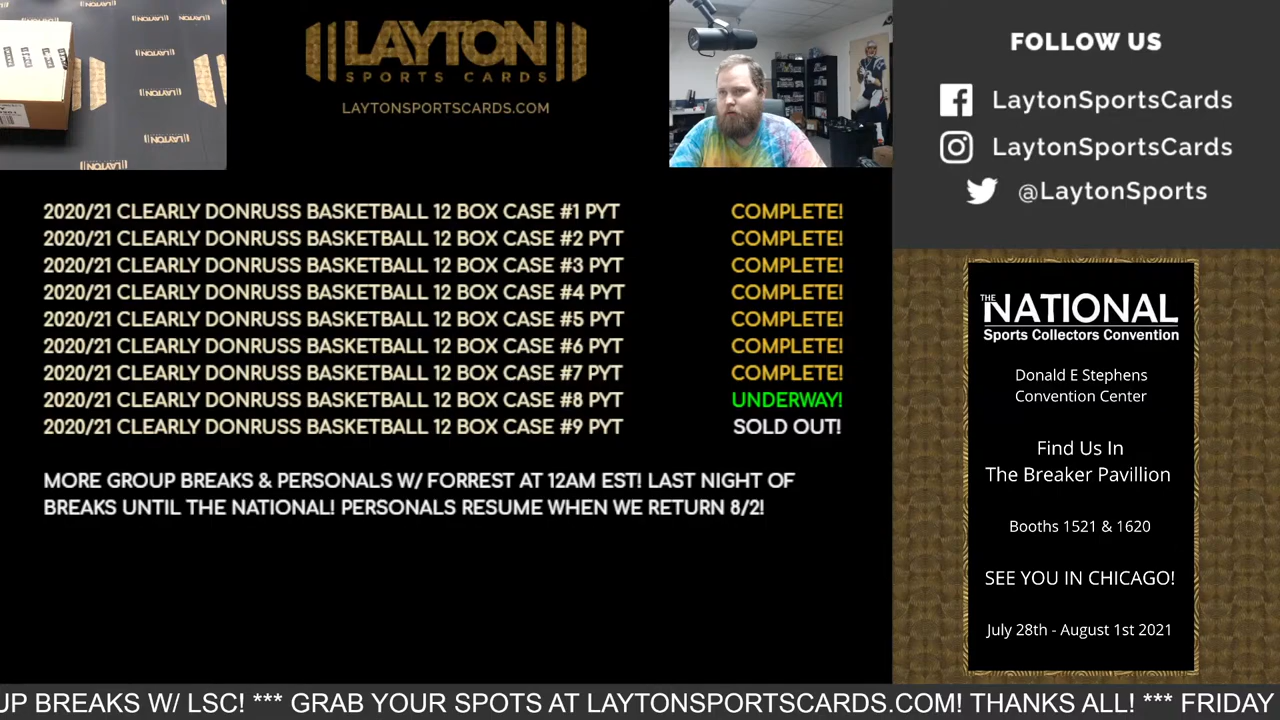 LAYTON
SPORTS CARDS
LAYTONSPORTSCARDS.COM
FOLLOW US
LaytonSportsCards
LaytonSportsCards
@LaytonSports
2020/21 CLEARLY DONRUSS BASKETBALL 12 BOX CASE #1 PYT COMPLETE!
2020/21 CLEARLY DONRUSS BASKETBALL 12 BOX CASE #2 PYT COMPLETE!
2020/21 CLEARLY DONRUSS BASKETBALL 12 BOX CASE #3 PYT COMPLETE!
2020/21 CLEARLY DONRUSS BASKETBALL 12 BOX CASE #4 PYT COMPLETE!
2020/21 CLEARLY DONRUSS BASKETBALL 12 BOX CASE #5 PYT COMPLETE!
2020/21 CLEARLY DONRUSS BASKETBALL 12 BOX CASE #6 PYT COMPLETE!
2020/21 CLEARLY DONRUSS BASKETBALL 12 BOX CASE #7 PYT COMPLETE!
2020/21 CLEARLY DONRUSS BASKETBALL 12 BOX CASE #8 PYT UNDERWAY!
2020/21 CLEARLY DONRUSS BASKETBALL 12 BOX CASE #9 PYT SOLD OUT!
MORE GROUP BREAKS & PERSONALS W/ FORREST AT 12AM EST! LAST NIGHT OF
BREAKS UNTIL THE NATIONAL! PERSONALS RESUME WHEN WE RETURN 8/2!
THE NATIONAL
Sports Collectors Convention
Donald E Stephens
Convention Center
Find Us In
The Breaker Pavillion
Booths 1521 & 1620
SEE YOU IN CHICAGO!
July 28th - August 1st 2021
UP BREAKS W/ LSC! *** GRAB YOUR SPOTS AT LAYTONSPORTSCARDS.COM! THANKS ALL! *** FRIDAY